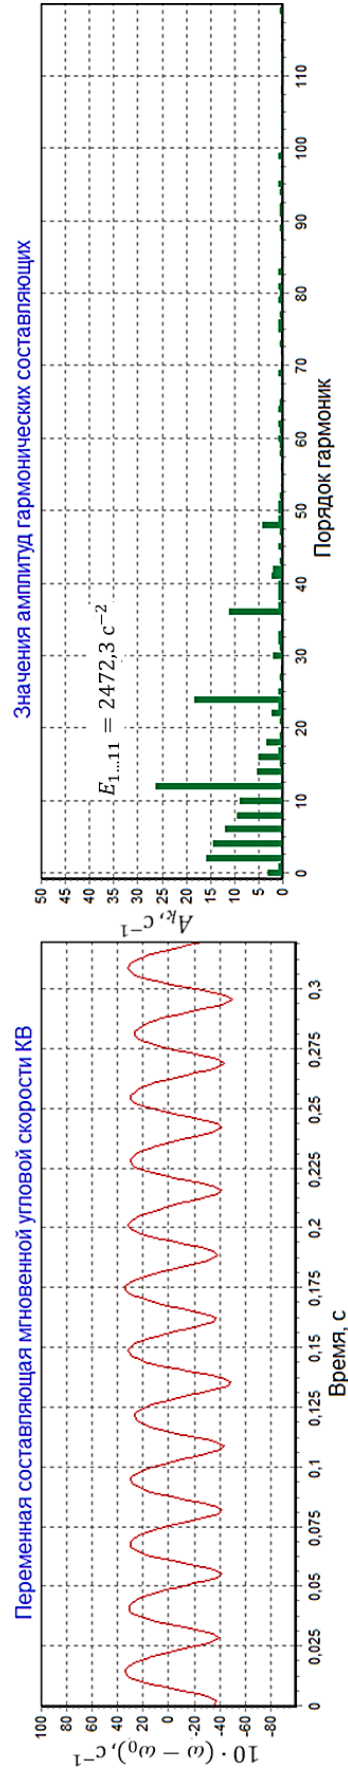 Переменная составляющая мгновенной угловой скорости КВ
10 · (ω − ω₀), с⁻¹
100
80
60
40
20
0
-20
-40
-60
-80
0 0,025 0,05 0,075 0,1 0,125 0,15 0,175 0,2 0,225 0,25 0,275 0,3
Время, с
Значения амплитуд гармонических составляющих
A_k, с⁻¹
50
45
40
35
30
25
20
15
10
5
0
E₁…₁₁ = 2472,3 с⁻²
0 10 20 30 40 50 60 70 80 90 100 110
Порядок гармоник